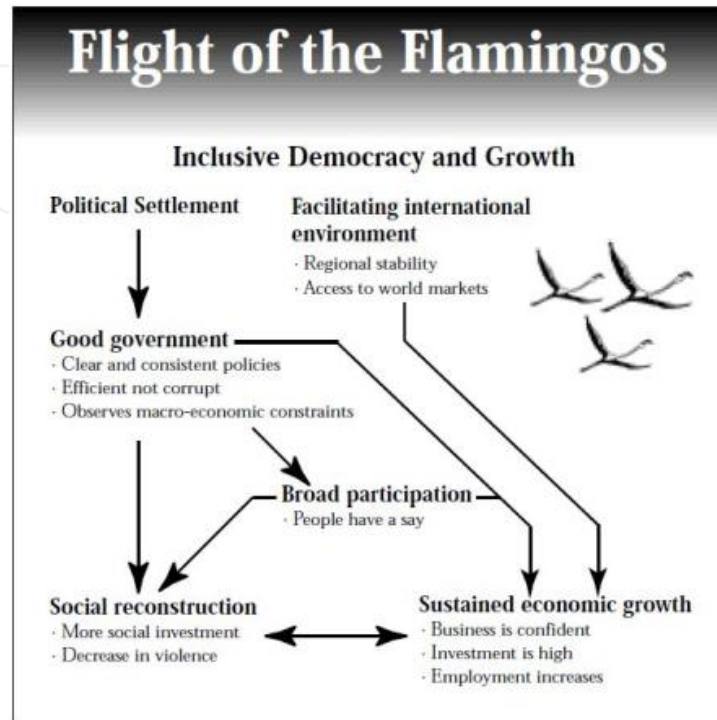 Flight of the Flamingos
Inclusive Democracy and Growth
Political Settlement
Facilitating international
environment
· Regional stability
· Access to world markets
Good government
· Clear and consistent policies
· Efficient not corrupt
· Observes macro-economic constraints
Broad participation
· People have a say
Social reconstruction
· More social investment
· Decrease in violence
Sustained economic growth
· Business is confident
· Investment is high
· Employment increases